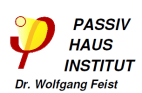 PASSIV
HAUS
INSTITUT
Dr. Wolfgang Feist